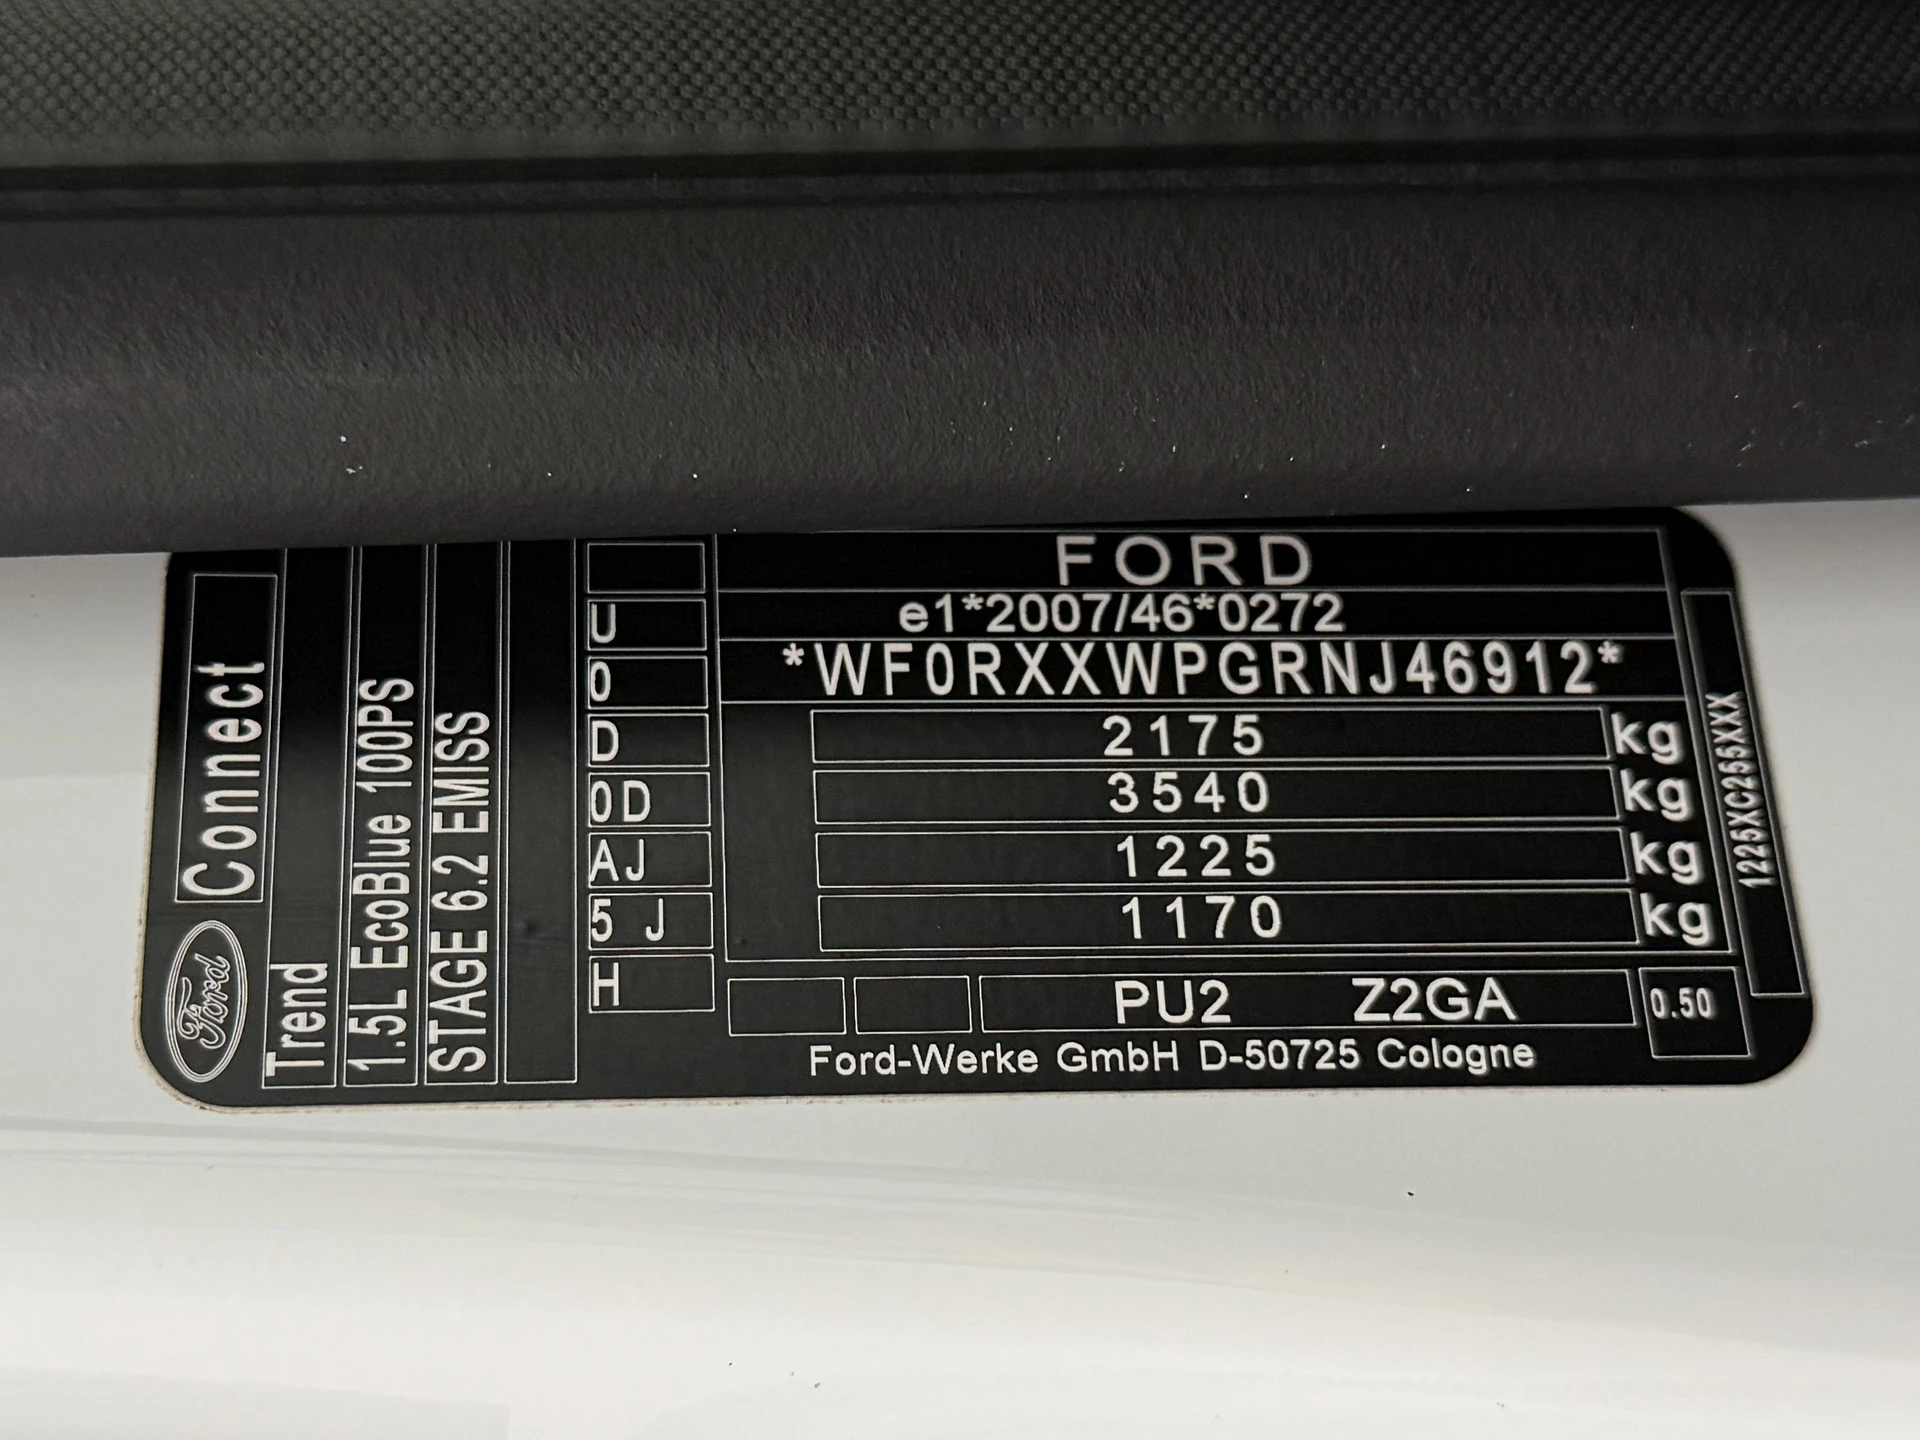 Ford
Connect
Trend
1.5L EcoBlue 100PS
STAGE 6.2 EMISS
U
0
D
0D
AJ
5 J
H
FORD
e1*2007/46*0272
*WF0RXXWPGRNJ46912*
2175 kg
3540 kg
1225 kg
1170 kg
PU2 Z2GA
0.50
Ford-Werke GmbH D-50725 Cologne
1225XC255XXX